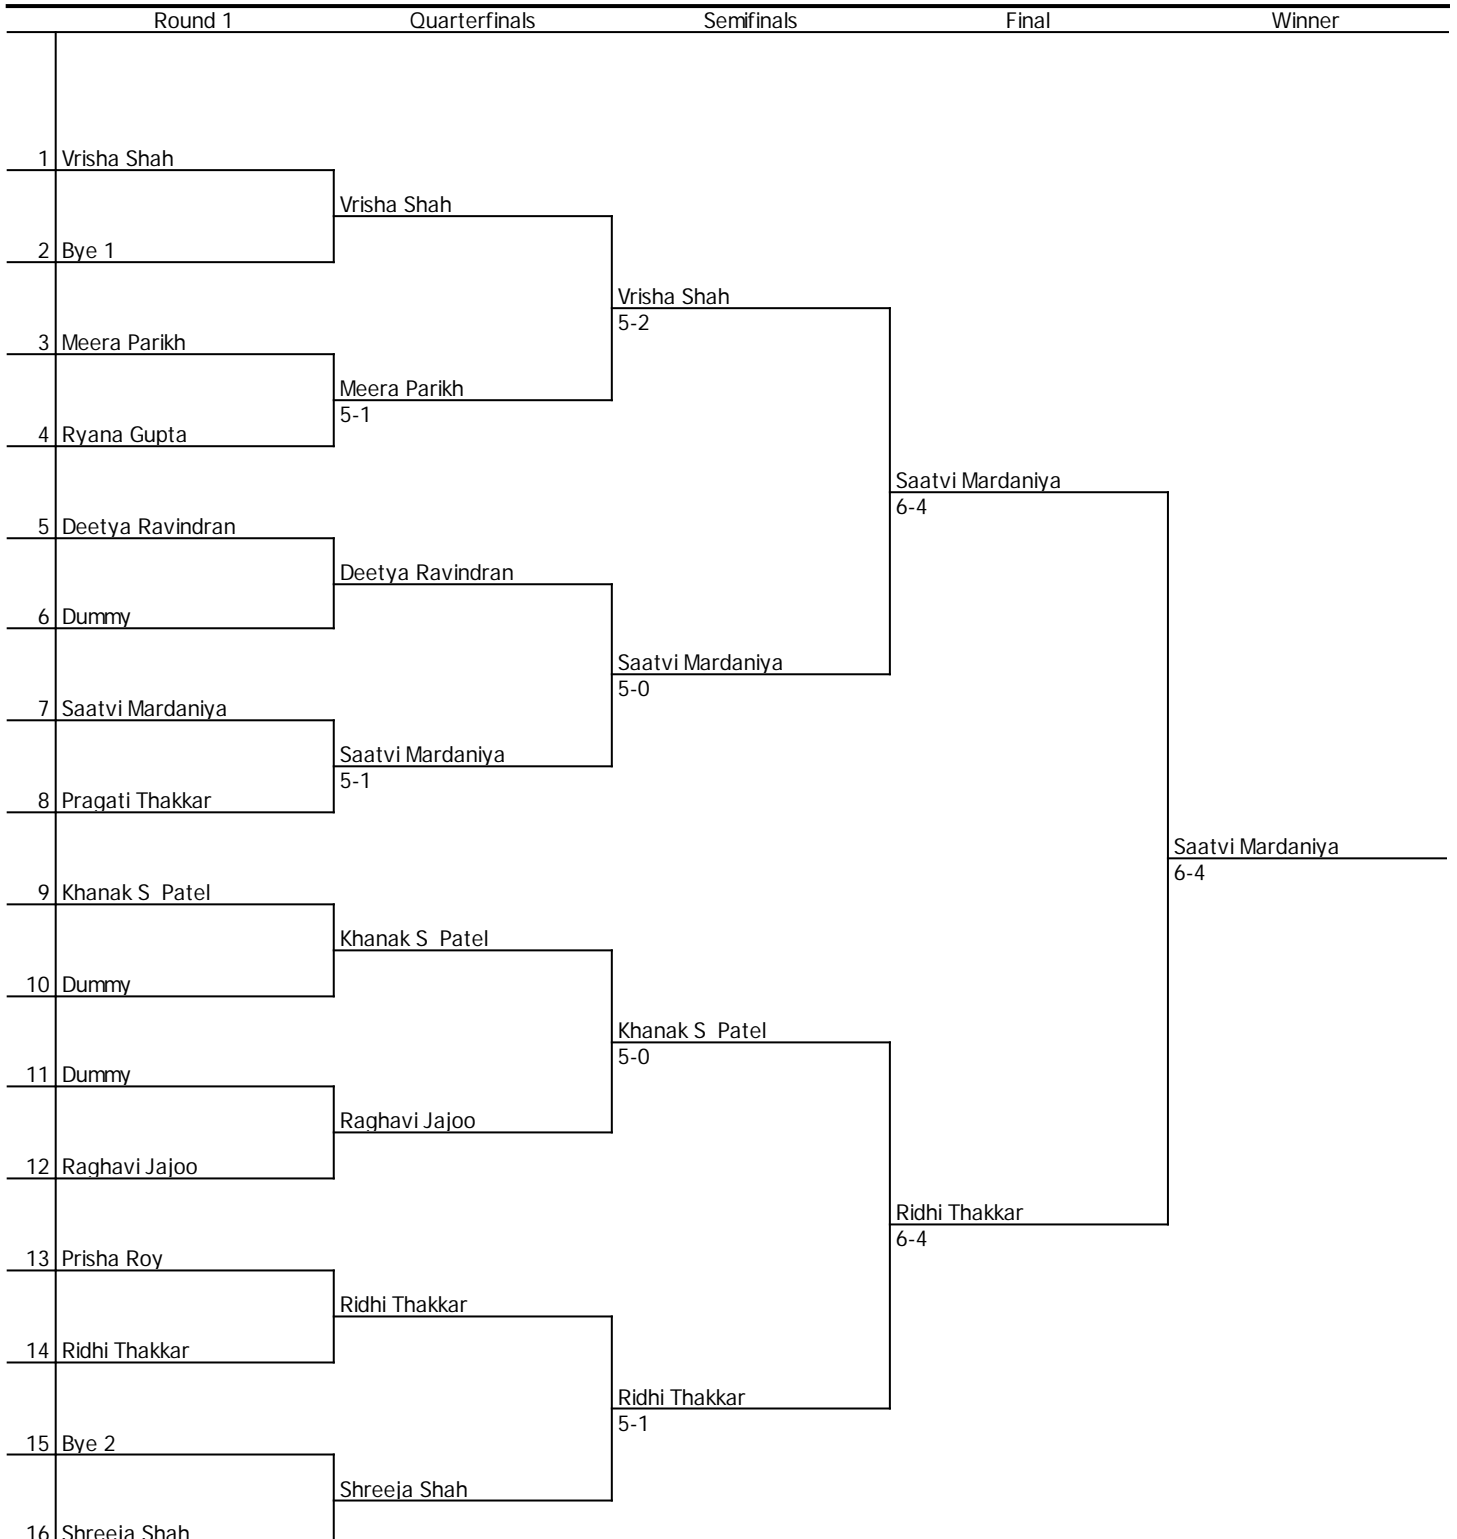 Round 1 Quarterfinals Semifinals Final Winner
1 Vrisha Shah
Vrisha Shah
2 Bye 1
Vrisha Shah
5-2
3 Meera Parikh
Meera Parikh
5-1
4 Ryana Gupta
Saatvi Mardaniya
6-4
5 Deetya Ravindran
Deetya Ravindran
6 Dummy
Saatvi Mardaniya
5-0
7 Saatvi Mardaniya
Saatvi Mardaniya
5-1
8 Pragati Thakkar
Saatvi Mardaniya
6-4
9 Khanak S Patel
Khanak S Patel
10 Dummy
Khanak S Patel
5-0
11 Dummy
Raghavi Jajoo
12 Raghavi Jajoo
Ridhi Thakkar
6-4
13 Prisha Roy
Ridhi Thakkar
14 Ridhi Thakkar
Ridhi Thakkar
5-1
15 Bye 2
Shreeja Shah
16 Shreeja Shah